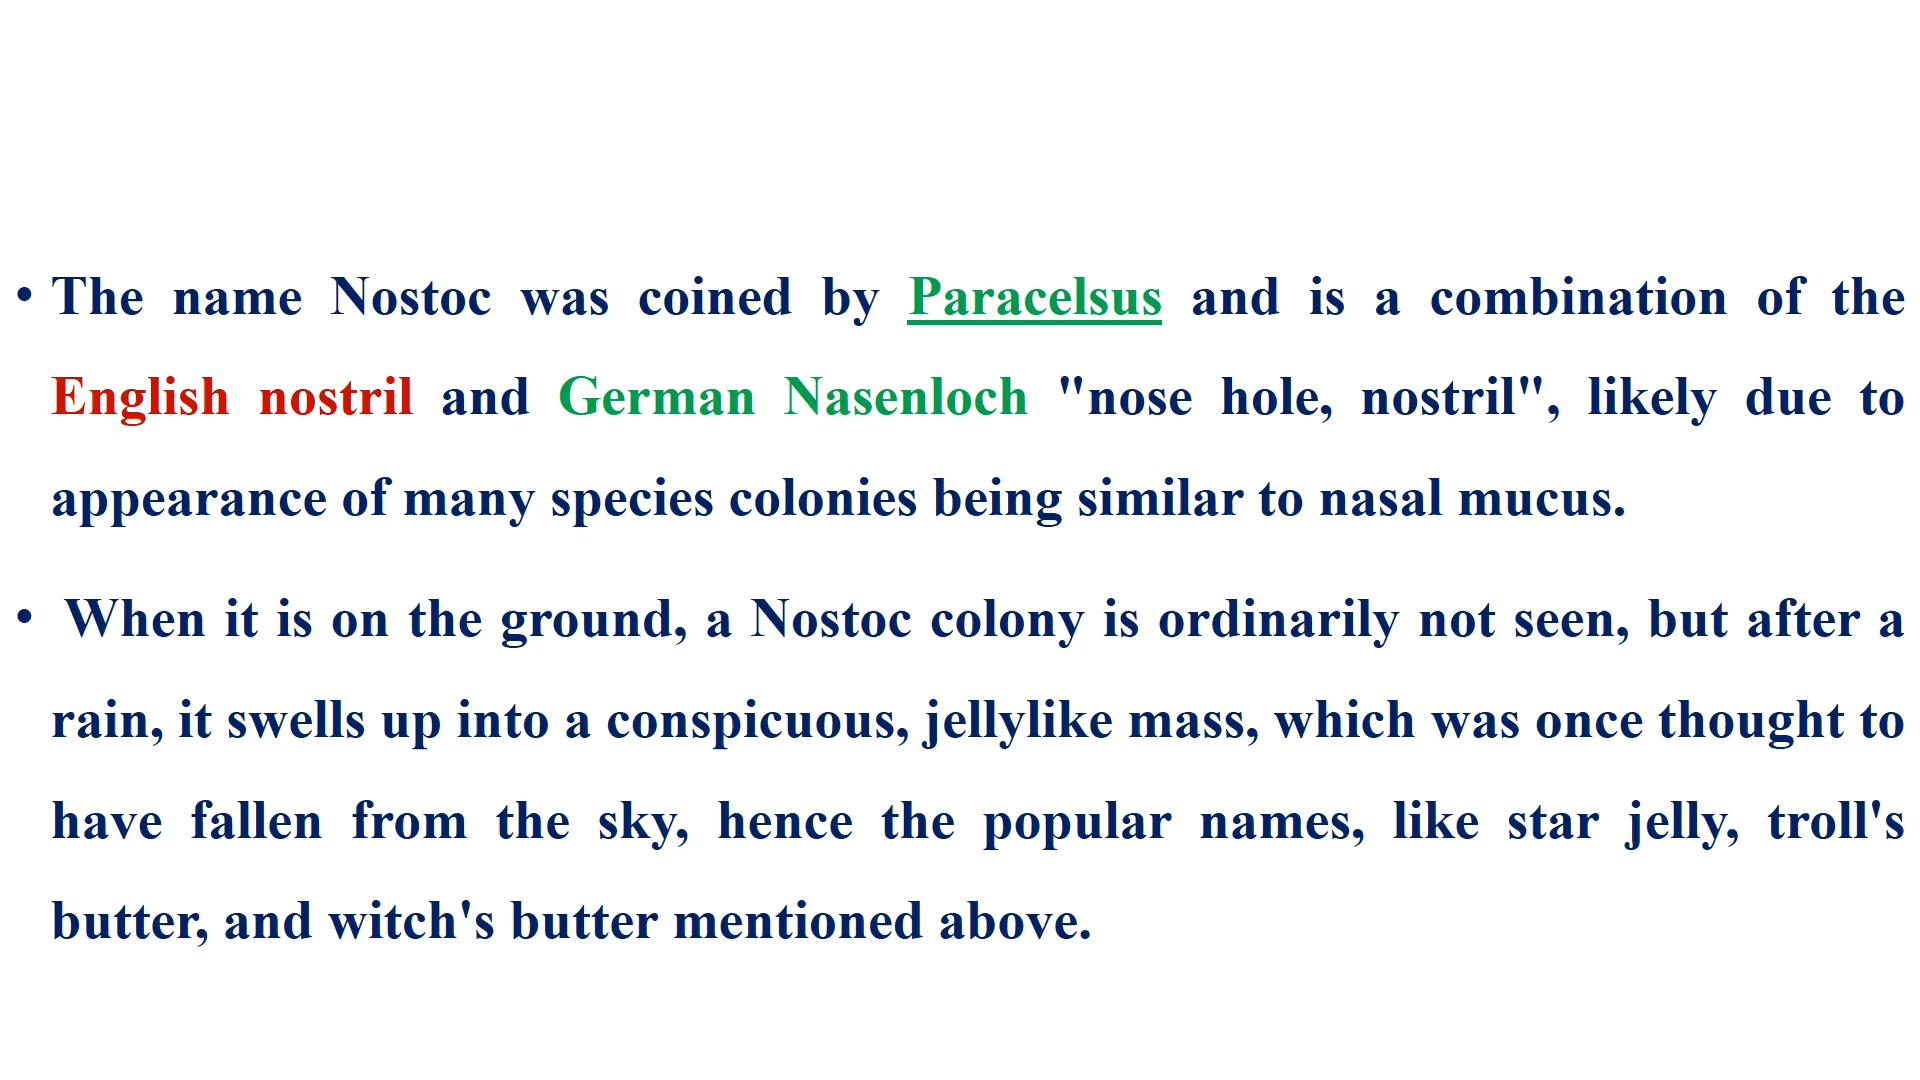 • The name Nostoc was coined by Paracelsus and is a combination of the
English nostril and German Nasenloch "nose hole, nostril", likely due to
appearance of many species colonies being similar to nasal mucus.
• When it is on the ground, a Nostoc colony is ordinarily not seen, but after a
rain, it swells up into a conspicuous, jellylike mass, which was once thought to
have fallen from the sky, hence the popular names, like star jelly, troll's
butter, and witch's butter mentioned above.